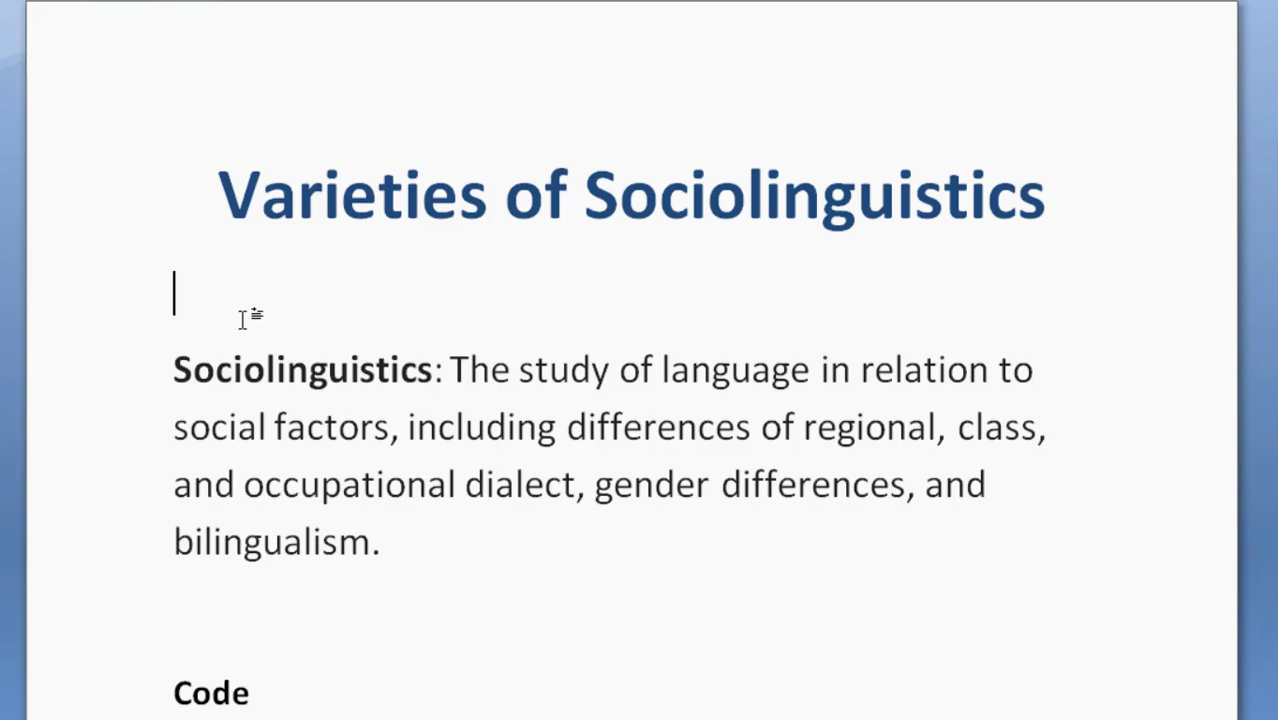 Varieties of Sociolinguistics
Sociolinguistics: The study of language in relation to
social factors, including differences of regional, class,
and occupational dialect, gender differences, and
bilingualism.
Code